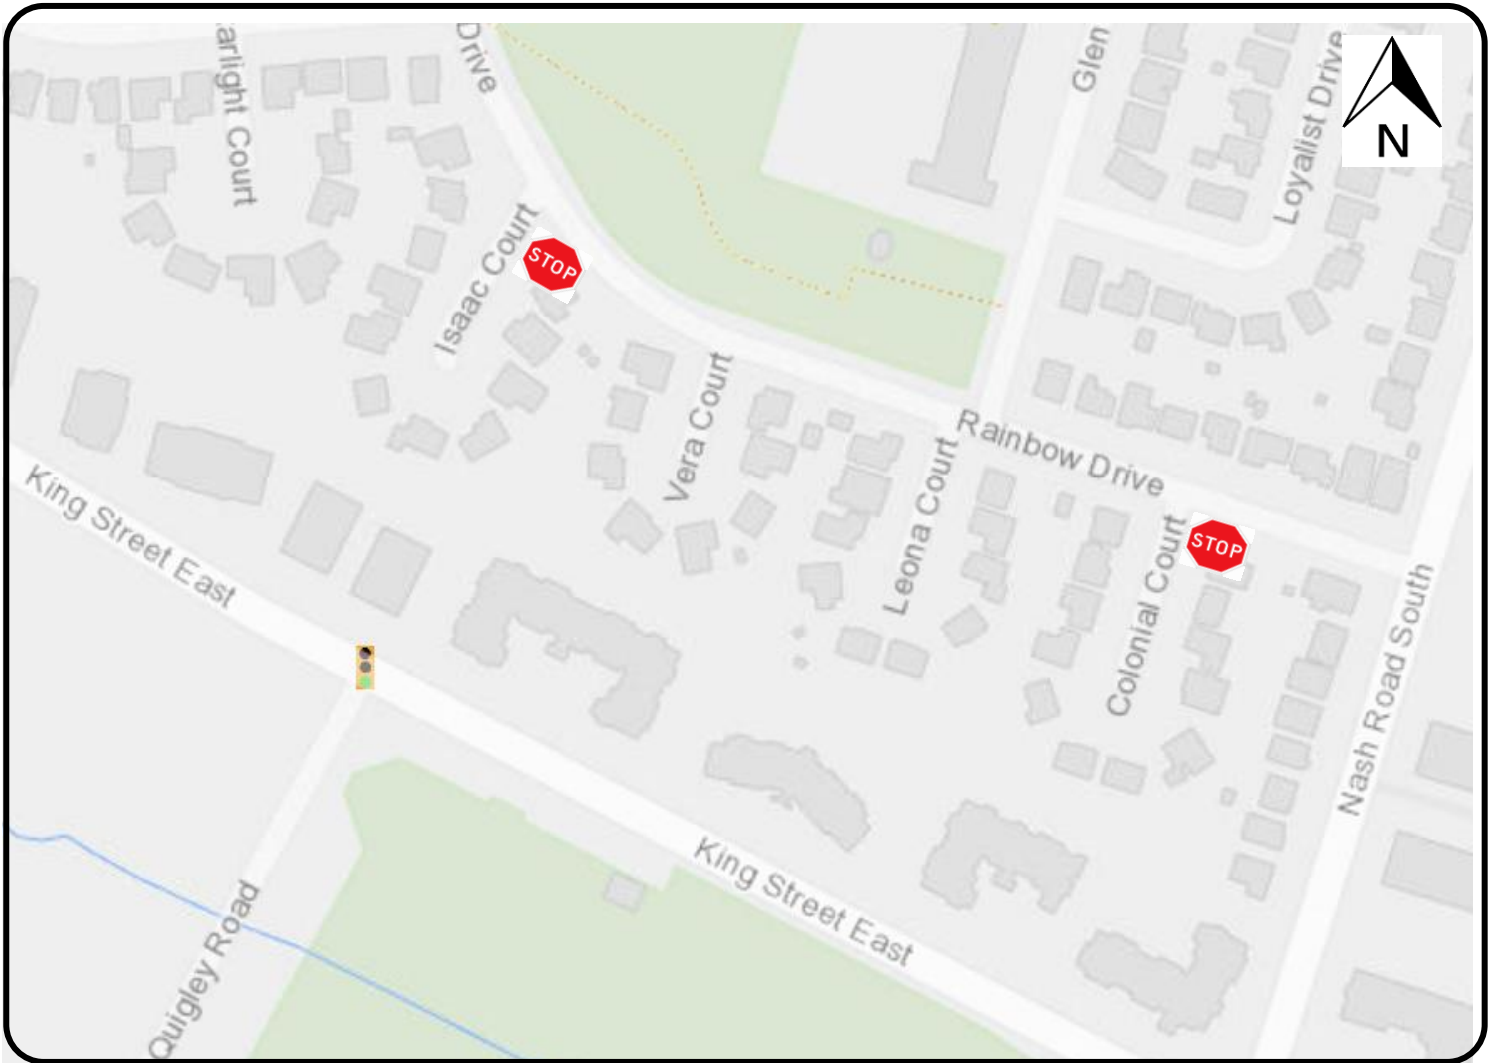 arlight Court
Drive
Glen
Loyalist Drive
N
Isaac Court
STOP
Vera Court
Rainbow Drive
Leona Court
King Street East
Colonial Court
STOP
Nash Road South
King Street East
Quigley Road